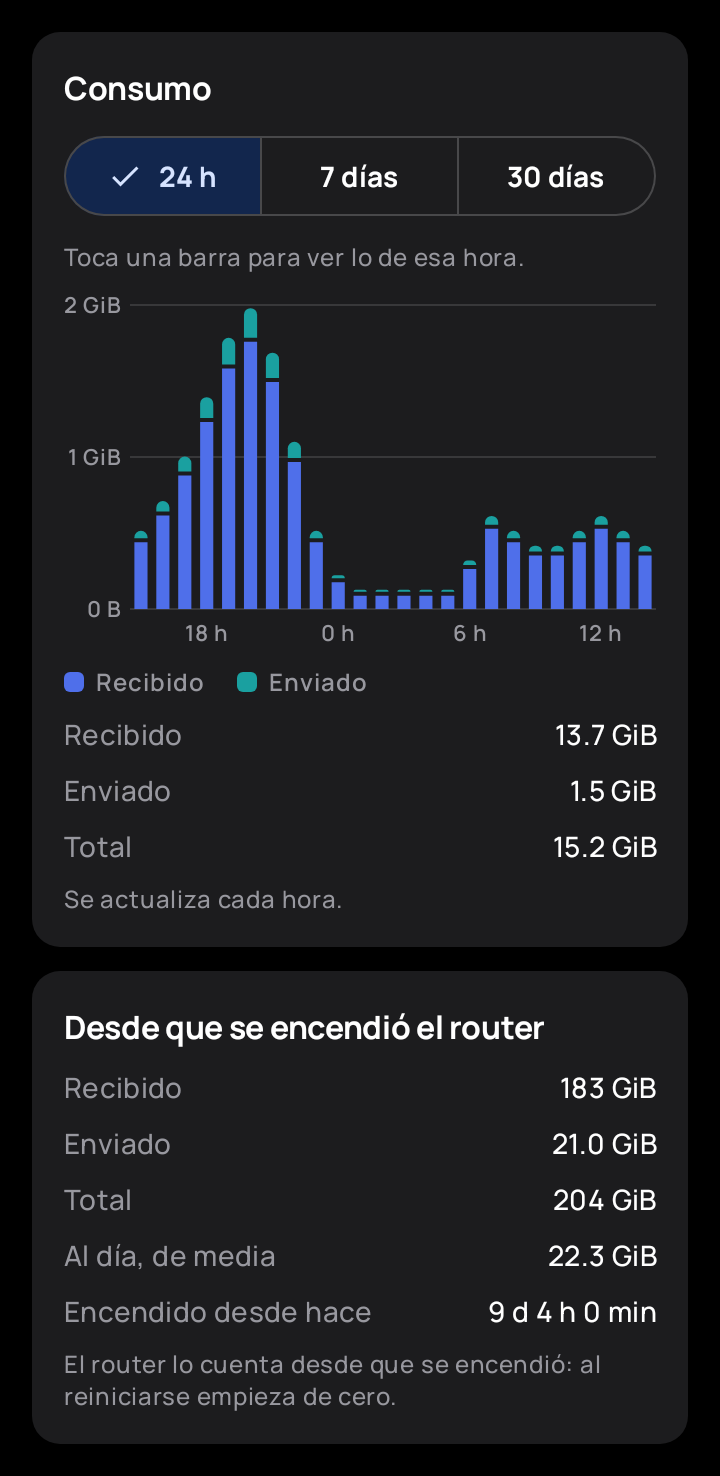 Consumo
24 h
7 días
30 días
Toca una barra para ver lo de esa hora.
2 GiB
1 GiB
0 B
18 h
0 h
6 h
12 h
Recibido
Enviado
Recibido 13.7 GiB
Enviado 1.5 GiB
Total 15.2 GiB
Se actualiza cada hora.
Desde que se encendió el router
Recibido 183 GiB
Enviado 21.0 GiB
Total 204 GiB
Al día, de media 22.3 GiB
Encendido desde hace 9 d 4 h 0 min
El router lo cuenta desde que se encendió: al
reiniciarse empieza de cero.